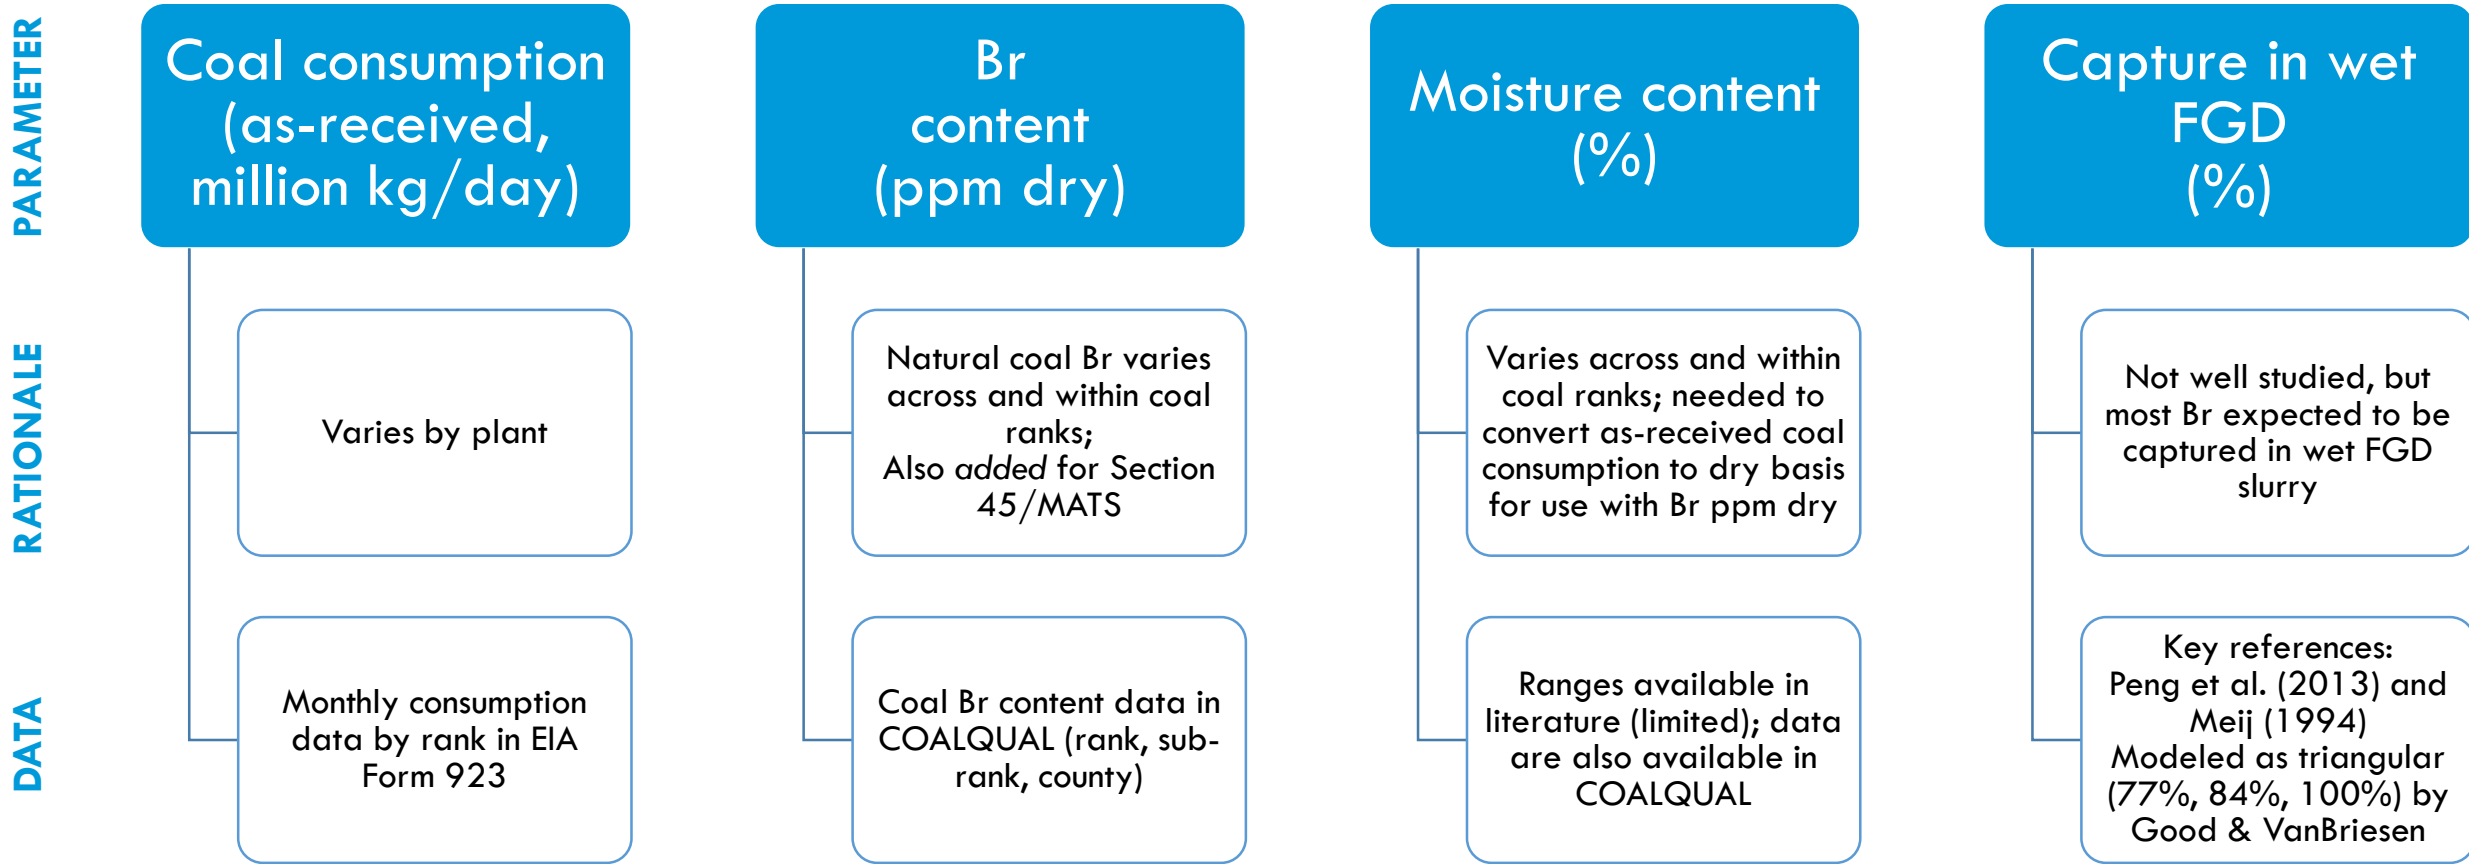 PARAMETER
Coal consumption
(as-received,
million kg/day)
Br
content
(ppm dry)
Moisture content
(%)
Capture in wet
FGD
(%)
RATIONALE
Varies by plant
Natural coal Br varies
across and within coal
ranks;
Also added for Section
45/MATS
Varies across and within
coal ranks; needed to
convert as-received coal
consumption to dry basis
for use with Br ppm dry
Not well studied, but
most Br expected to be
captured in wet FGD
slurry
DATA
Monthly consumption
data by rank in EIA
Form 923
Coal Br content data in
COALQUAL (rank, sub-
rank, county)
Ranges available in
literature (limited); data
are also available in
COALQUAL
Key references:
Peng et al. (2013) and
Meij (1994)
Modeled as triangular
(77%, 84%, 100%) by
Good & VanBriesen